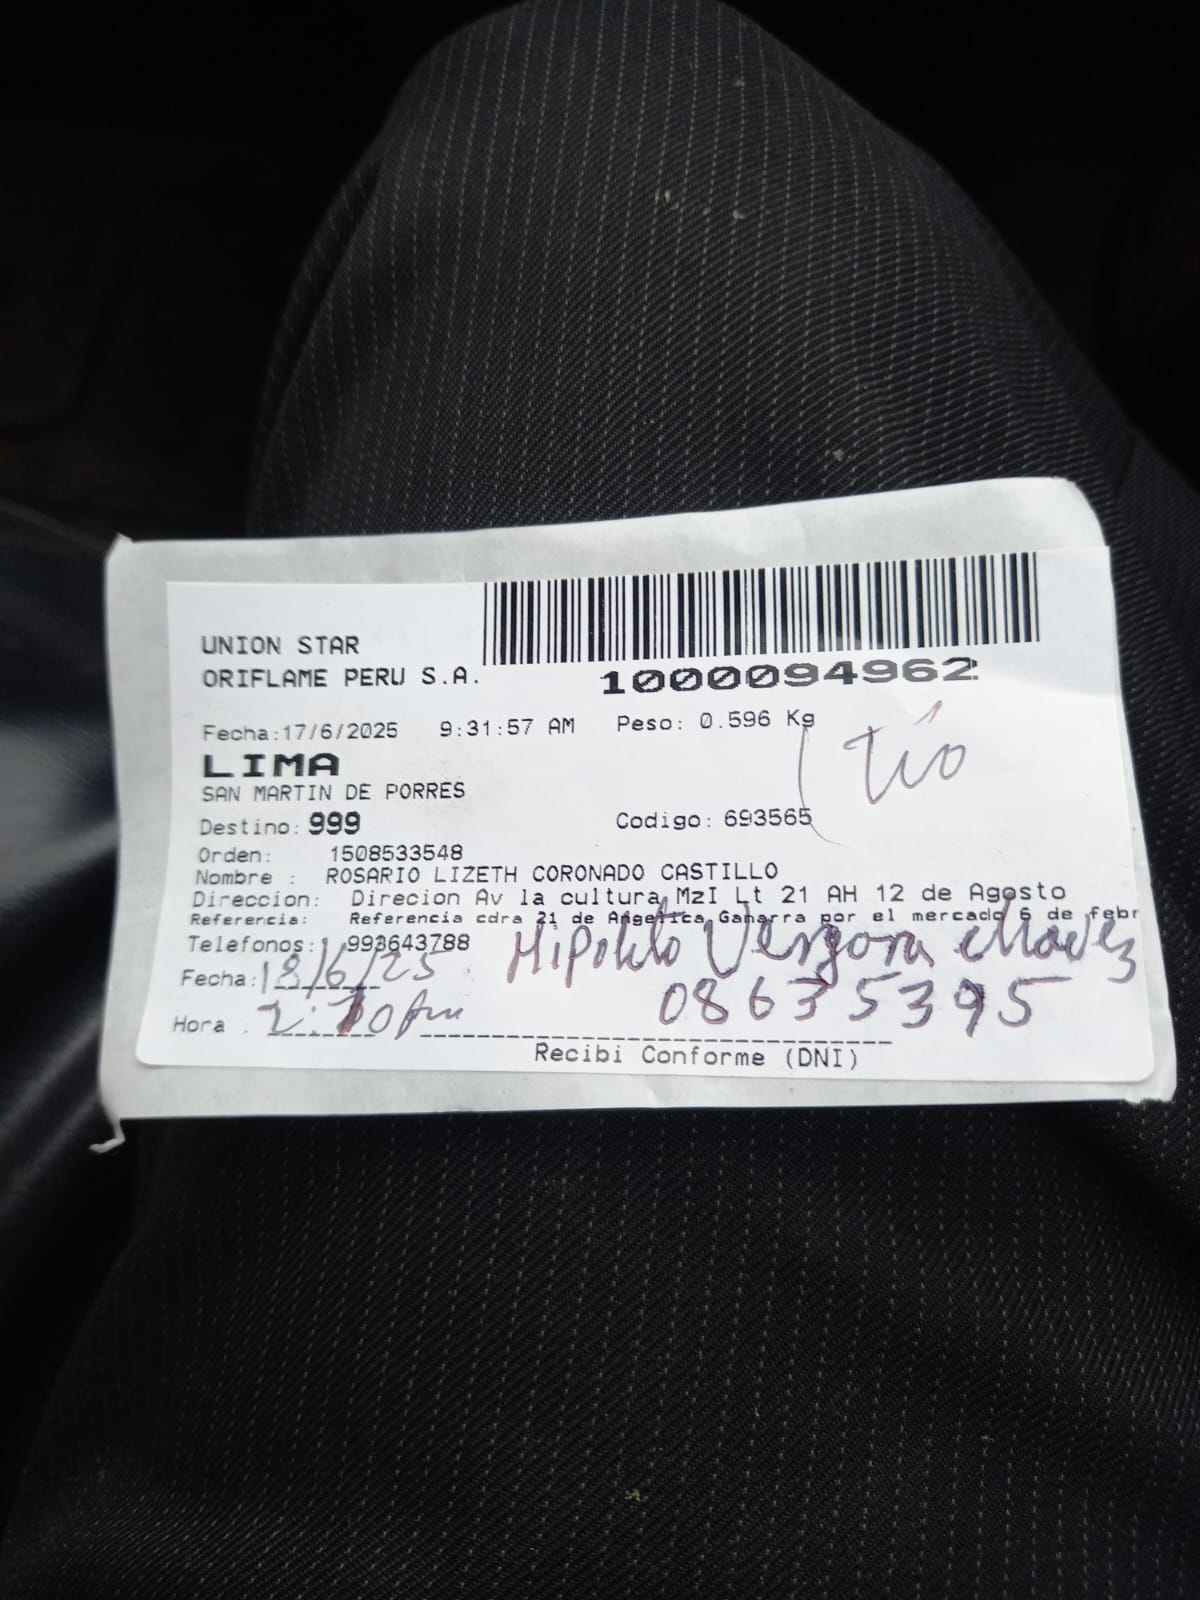 UNION STAR
ORIFLAME PERU S.A.
1000094962
Fecha:17/6/2025 9:31:57 AM Peso: 0.596 Kg
Tío
LIMA
SAN MARTIN DE PORRES
Destino: 999 Codigo: 693565
Orden: 1508533548
Nombre : ROSARIO LIZETH CORONADO CASTILLO
Direccion: Direcion Av la cultura MzI Lt 21 AH 12 de Agosto
Referencia: Referencia cdra 21 de Angelica Gamarra por el mercado 6 de febr
Telefonos: 993643788
Hipolito Vergara
Fecha: 18/6/25
08635395
Hora : 2:10 pm
Recibi Conforme (DNI)